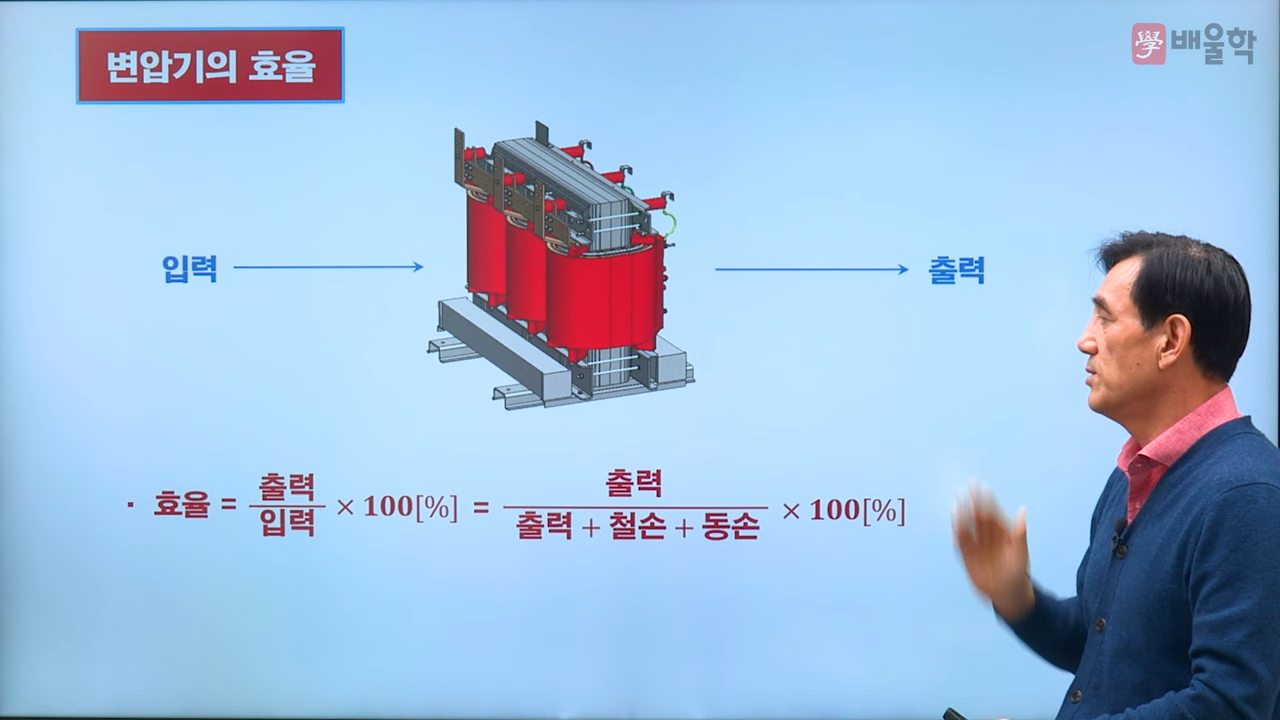 변압기의 효율
學 배울학
입력
출력
· 효율 = 출력/입력 × 100[%] = 출력/(출력 + 철손 + 동손) × 100[%]